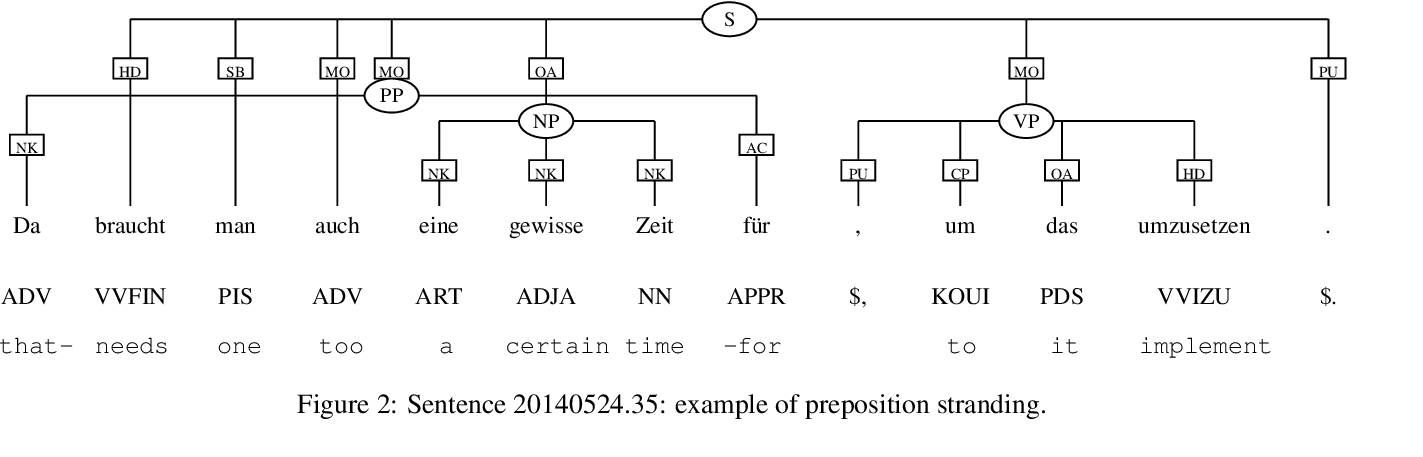 S
HD SB MO MO OA MO PU
PP
NP VP
NK AC
NK NK NK PU CP OA HD
Da braucht man auch eine gewisse Zeit für , um das umzusetzen .
ADV VVFIN PIS ADV ART ADJA NN APPR $, KOUI PDS VVIZU $.
that- needs one too a certain time -for to it implement
Figure 2: Sentence 20140524.35: example of preposition stranding.